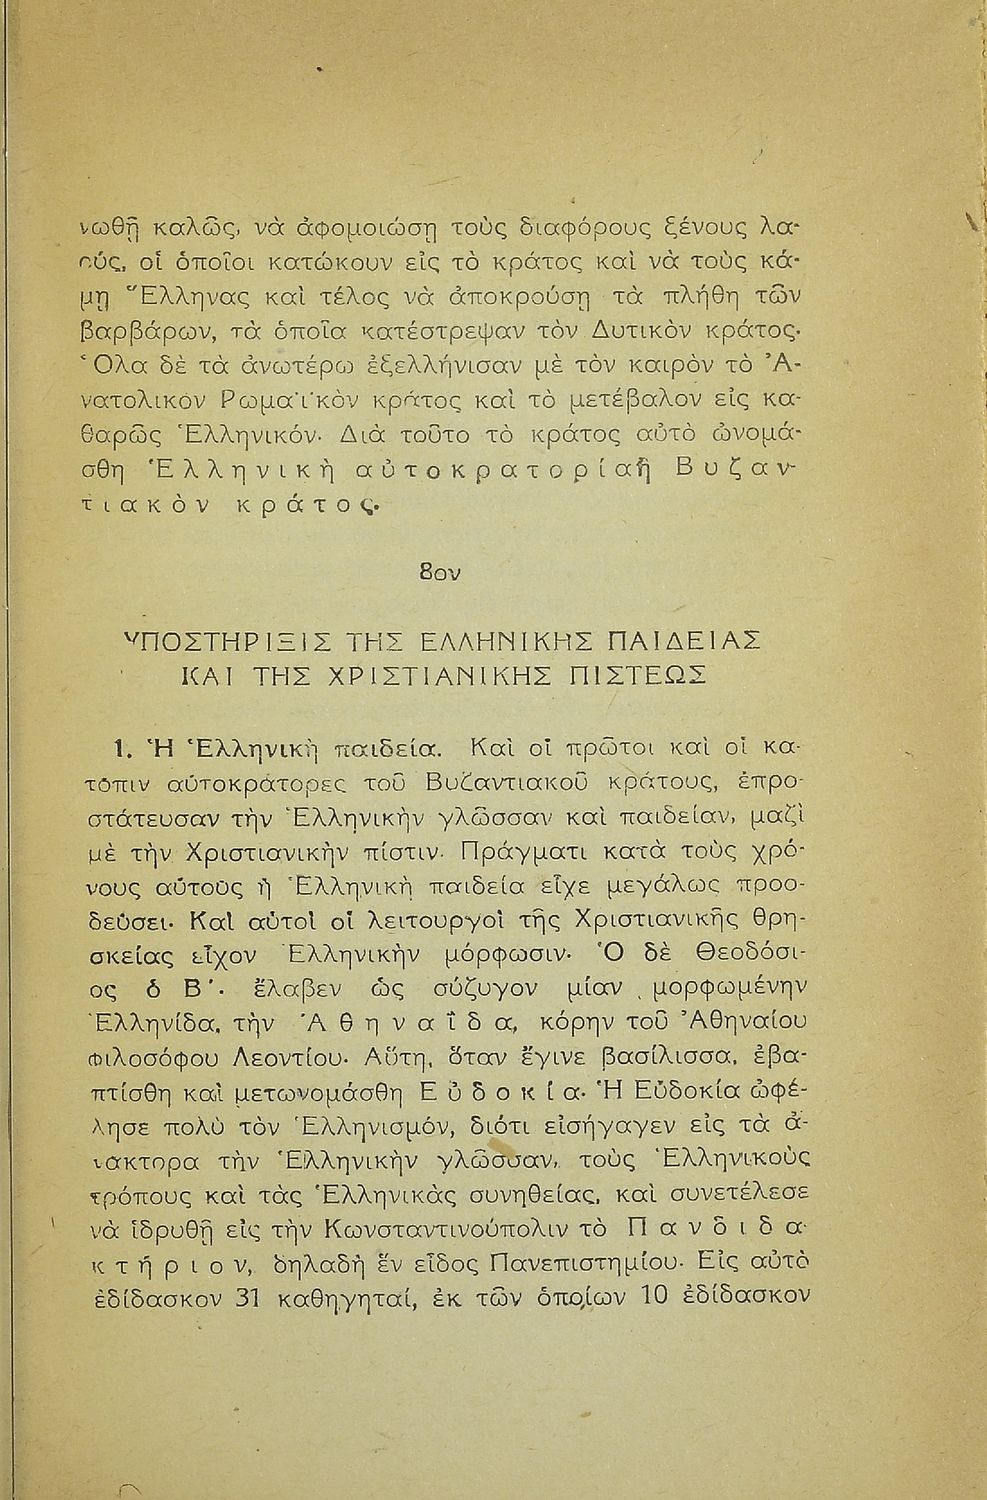 νωθῇ καλῶς, νὰ ἀφομοιώσῃ τοὺς διαφόρους ξένους λα-
ούς, οἱ ὁποῖοι κατώκουν εἰς τὸ κράτος καὶ νὰ τοὺς κά-
μῃ Ἕλληνας καὶ τέλος νὰ ἀποκρούσῃ τὰ πλήθη τῶν
βαρβάρων, τὰ ὁποῖα κατέστρεψαν τὸν Δυτικὸν κράτος.
Ὅλα δὲ τὰ ἀνωτέρω ἐξελλήνισαν μὲ τὸν καιρὸν τὸ Ἀ-
νατολικὸν Ρωμαϊκὸν κράτος καὶ τὸ μετέβαλον εἰς κα-
θαρῶς Ἑλληνικόν. Διὰ τοῦτο τὸ κράτος αὐτὸ ὠνομά-
σθη Ἑλληνικὴ αὐτοκρατορία ἢ Βυζαν-
τιακὸν κράτος.
8ον
ΥΠΟΣΤΗΡΙΞΙΣ ΤΗΣ ΕΛΛΗΝΙΚΗΣ ΠΑΙΔΕΙΑΣ
ΚΑΙ ΤΗΣ ΧΡΙΣΤΙΑΝΙΚΗΣ ΠΙΣΤΕΩΣ
1. Ἡ Ἑλληνικὴ παιδεία. Καὶ οἱ πρῶτοι καὶ οἱ κα-
τόπιν αὐτοκράτορες τοῦ Βυζαντιακοῦ κράτους, ἐπρο-
στάτευσαν τὴν Ἑλληνικὴν γλῶσσαν καὶ παιδείαν, μαζὶ
μὲ τὴν Χριστιανικὴν πίστιν. Πράγματι κατὰ τοὺς χρό-
νους αὐτοὺς ἡ Ἑλληνικὴ παιδεία εἶχε μεγάλως προο-
δεύσει. Καὶ αὐτοὶ οἱ λειτουργοὶ τῆς Χριστιανικῆς θρη-
σκείας εἶχον Ἑλληνικὴν μόρφωσιν. Ὁ δὲ Θεοδόσι-
ος ὁ Β΄. ἔλαβεν ὡς σύζυγον μίαν μορφωμένην
Ἑλληνίδα, τὴν Ἀθηναΐδα, κόρην τοῦ Ἀθηναίου
φιλοσόφου Λεοντίου. Αὕτη, ὅταν ἔγινε βασίλισσα, ἐβα-
πτίσθη καὶ μετωνομάσθη Εὐδοκία. Ἡ Εὐδοκία ὠφέ-
λησε πολὺ τὸν Ἑλληνισμόν, διότι εἰσήγαγεν εἰς τὰ ἀ-
νάκτορα τὴν Ἑλληνικὴν γλῶσσαν, τοὺς Ἑλληνικοὺς
τρόπους καὶ τὰς Ἑλληνικὰς συνηθείας, καὶ συνετέλεσε
νὰ ἱδρυθῇ εἰς τὴν Κωνσταντινούπολιν τὸ Πανδιδα-
κτήριον, δηλαδὴ ἕν εἶδος Πανεπιστημίου. Εἰς αὐτὸ
ἐδίδασκον 31 καθηγηταί, ἐκ τῶν ὁποίων 10 ἐδίδασκον